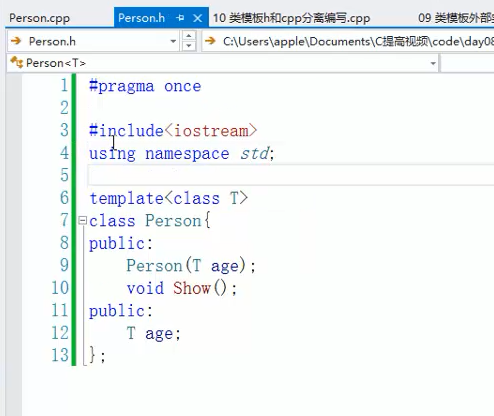 Person.cpp Person.h 10 类模板h和cpp分离编写.cpp 09 类模板外部实
Person.h C:\Users\apple\Documents\C提高视频\code\day08
Person<T>
1 #pragma once
2
3 #include<iostream>
4 using namespace std;
5
6 template<class T>
7 class Person{
8 public:
9 Person(T age);
10 void Show();
11 public:
12 T age;
13 };